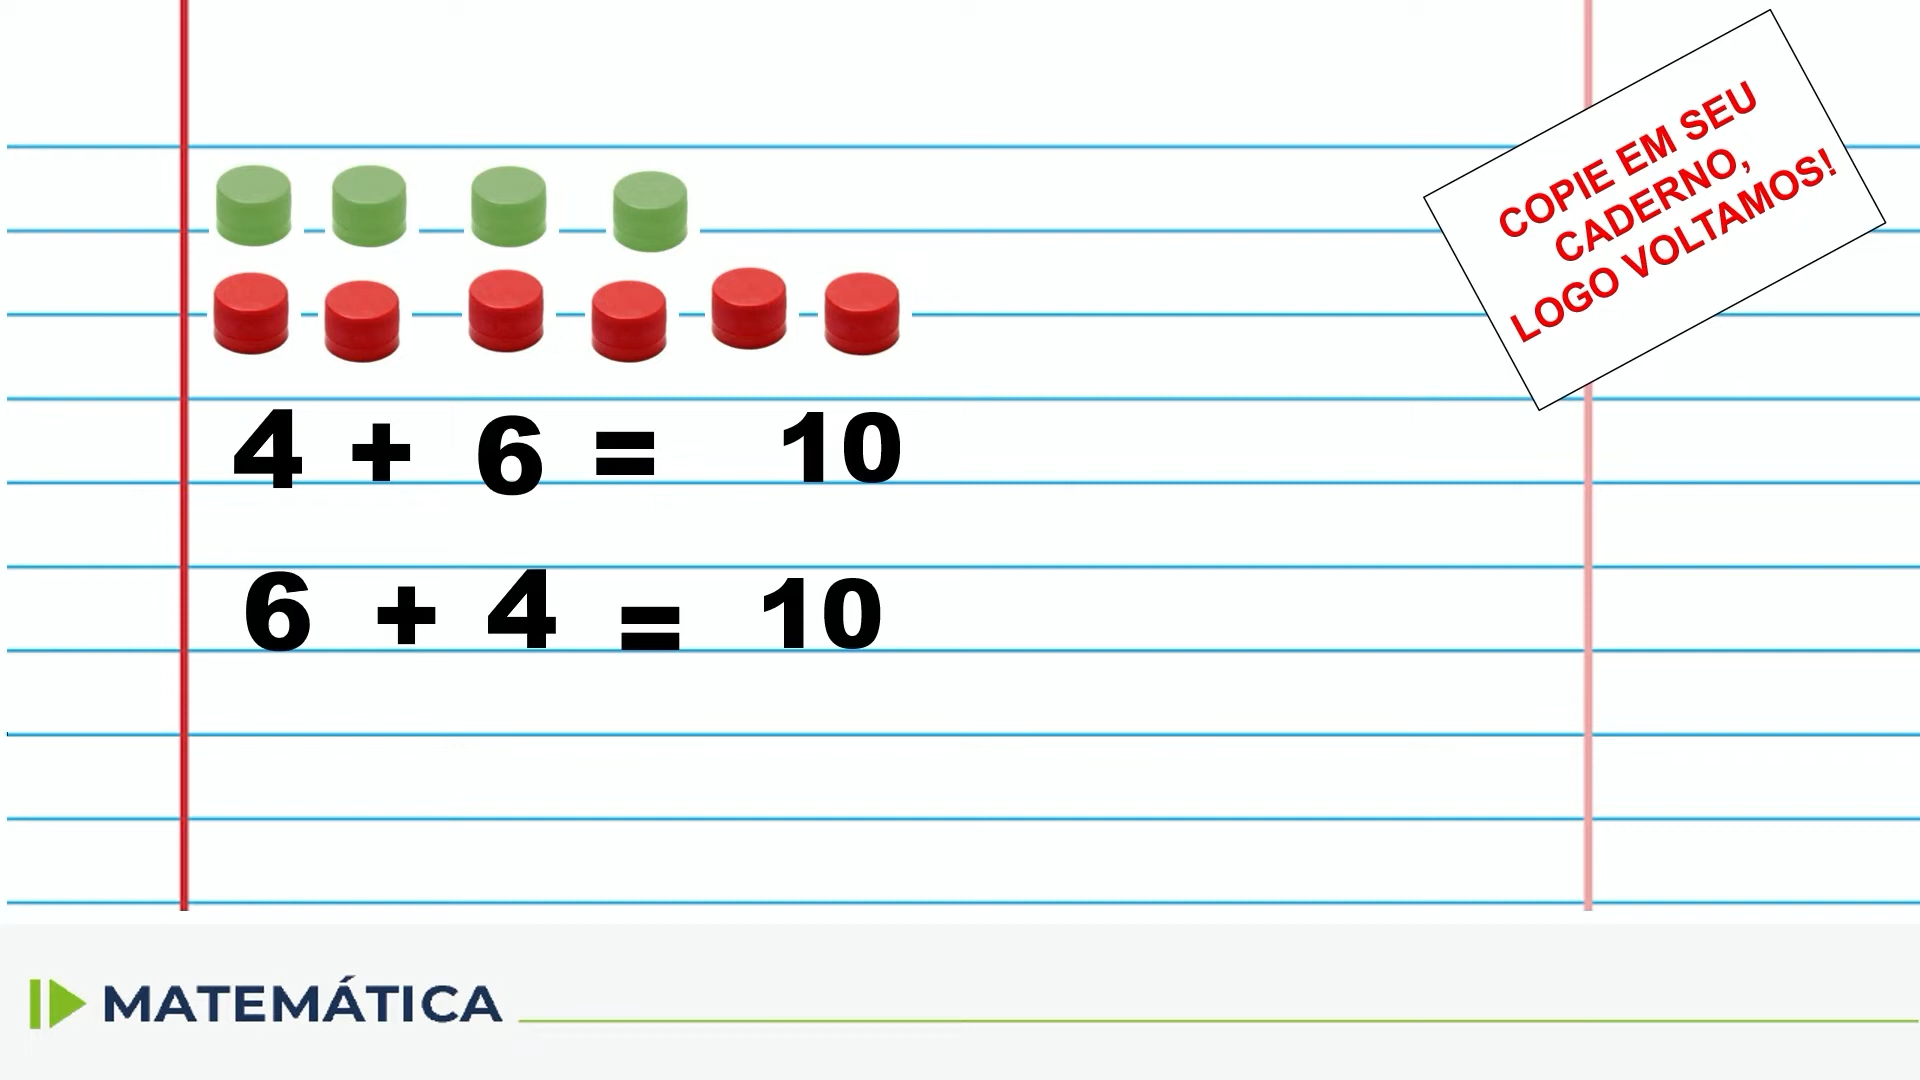 COPIE EM SEU
CADERNO,
LOGO VOLTAMOS!
4 + 6 = 10
6 + 4 = 10
MATEMÁTICA